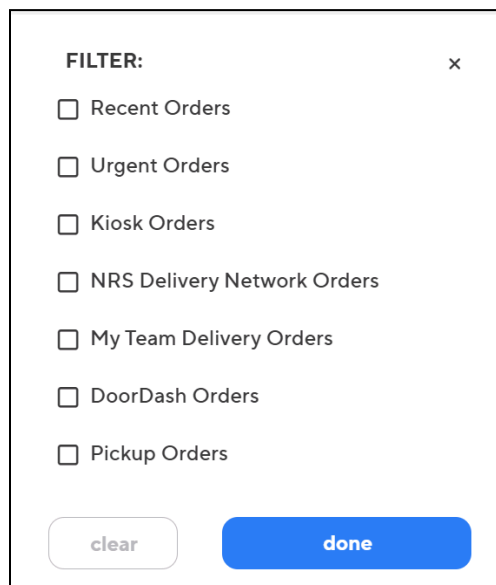 FILTER:
×
Recent Orders
Urgent Orders
Kiosk Orders
NRS Delivery Network Orders
My Team Delivery Orders
DoorDash Orders
Pickup Orders
clear
done